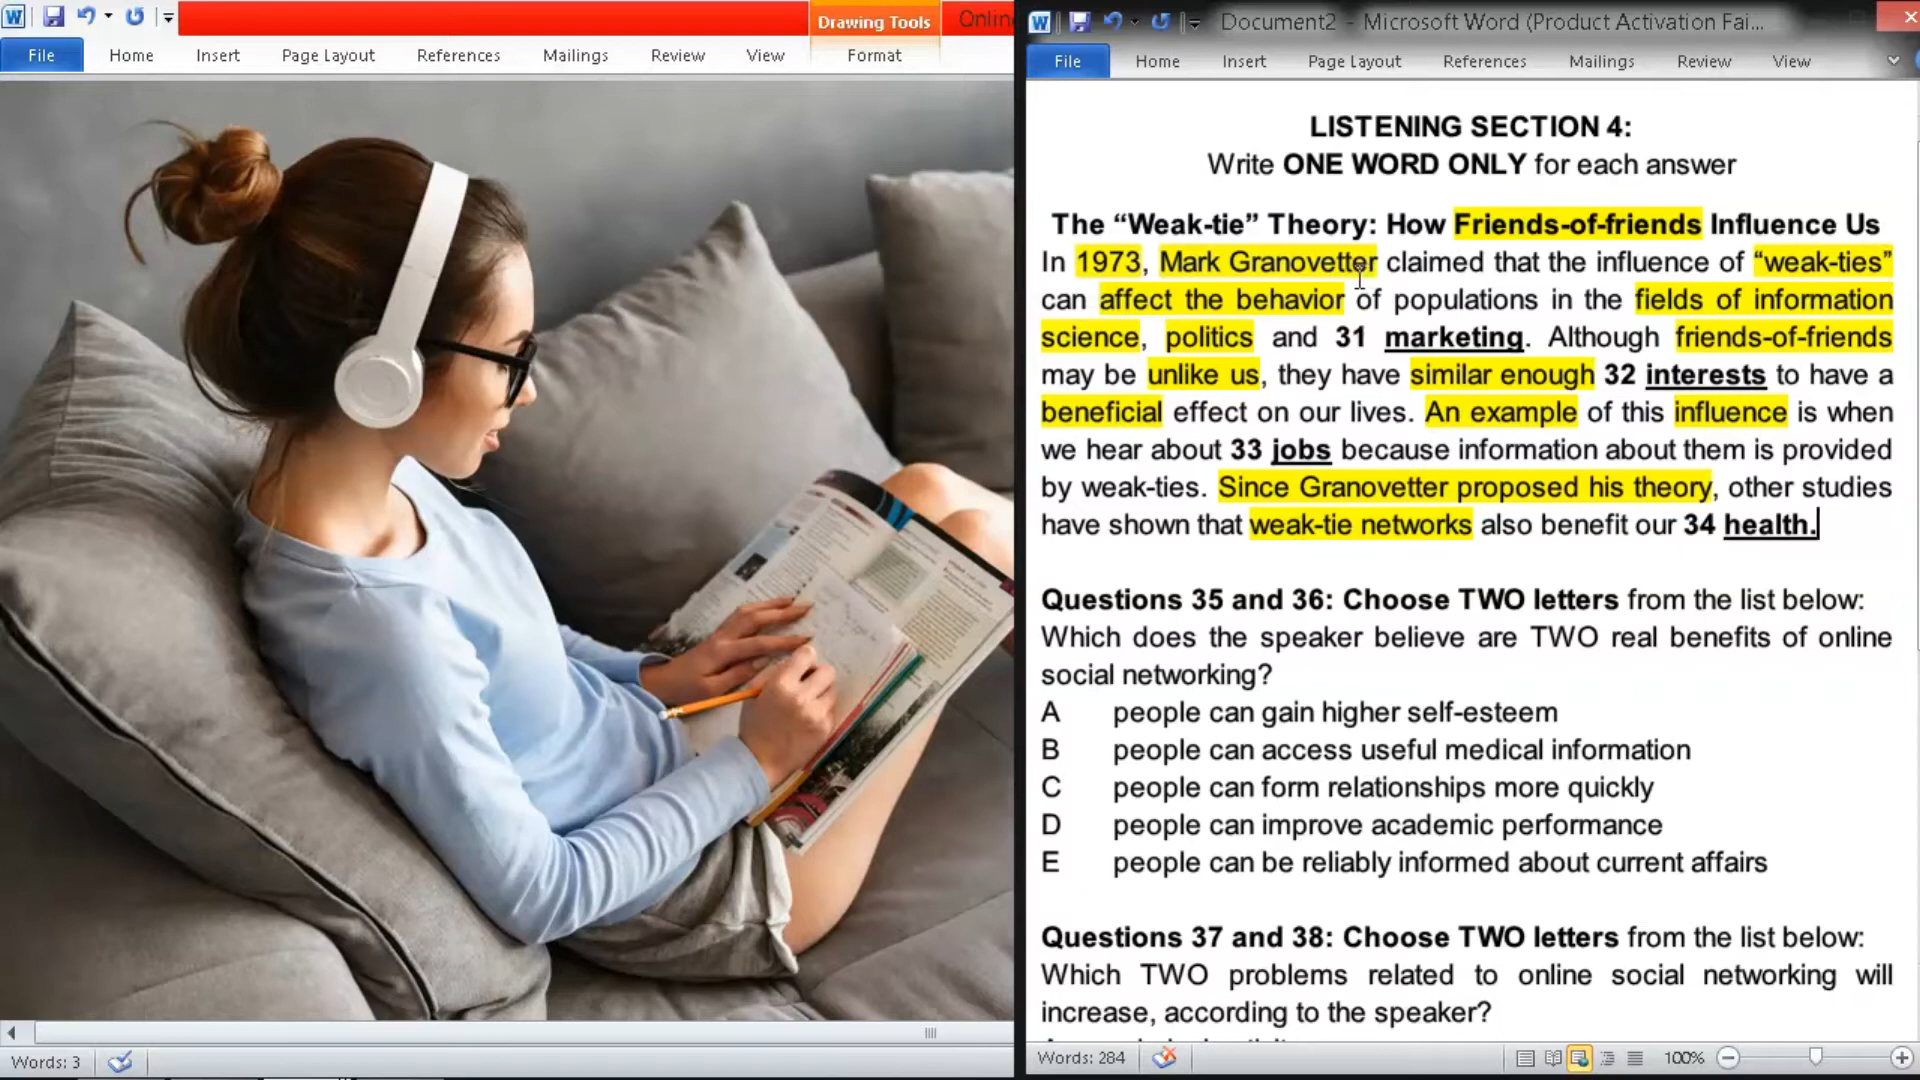 Drawing Tools
Onlin
File Home Insert Page Layout References Mailings Review View Format
Words: 3
Document2 - Microsoft Word (Product Activation Fai...
File Home Insert Page Layout References Mailings Review View
LISTENING SECTION 4:
Write ONE WORD ONLY for each answer
The “Weak-tie” Theory: How Friends-of-friends Influence Us
In 1973, Mark Granovetter claimed that the influence of “weak-ties”
can affect the behavior of populations in the fields of information
science, politics and 31 marketing. Although friends-of-friends
may be unlike us, they have similar enough 32 interests to have a
beneficial effect on our lives. An example of this influence is when
we hear about 33 jobs because information about them is provided
by weak-ties. Since Granovetter proposed his theory, other studies
have shown that weak-tie networks also benefit our 34 health.
Questions 35 and 36: Choose TWO letters from the list below:
Which does the speaker believe are TWO real benefits of online
social networking?
A people can gain higher self-esteem
B people can access useful medical information
C people can form relationships more quickly
D people can improve academic performance
E people can be reliably informed about current affairs
Questions 37 and 38: Choose TWO letters from the list below:
Which TWO problems related to online social networking will
increase, according to the speaker?
Words: 284
100%